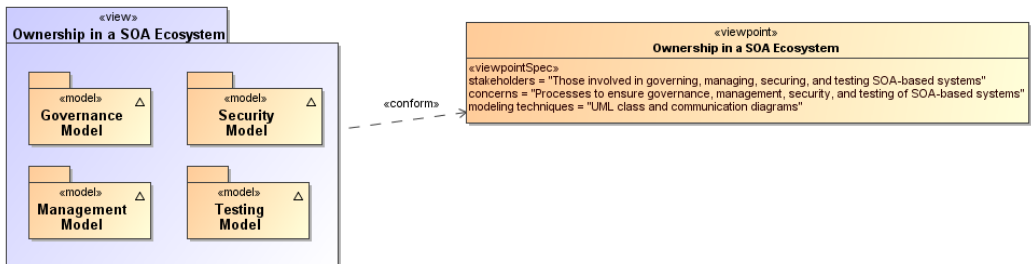 «view»
Ownership in a SOA Ecosystem
«model»
Governance
Model
«model»
Security
Model
«model»
Management
Model
«model»
Testing
Model
«conform»
«viewpoint»
Ownership in a SOA Ecosystem
«viewpointSpec»
stakeholders = "Those involved in governing, managing, securing, and testing SOA-based systems"
concerns = "Processes to ensure governance, management, security, and testing of SOA-based systems"
modeling techniques = "UML class and communication diagrams"